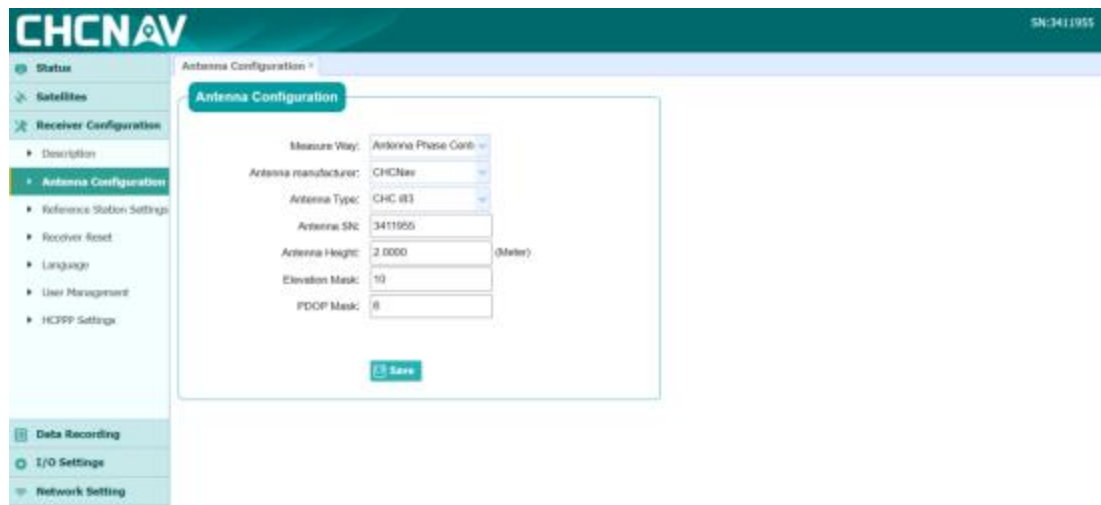 CHCNAV
SN:3411955
Status
Satellites
Receiver Configuration
Description
Antenna Configuration
Reference Station Settings
Receiver Reset
Language
User Management
HCPPP Settings
Data Recording
I/O Settings
Network Setting
Antenna Configuration ×
Antenna Configuration
Measure Way: Antenna Phase Cent
Antenna manufacturer: CHCNav
Antenna Type: CHC i83
Antenna SN: 3411955
Antenna Height: 2.0000 (Meter)
Elevation Mask: 10
PDOP Mask: 6
Save